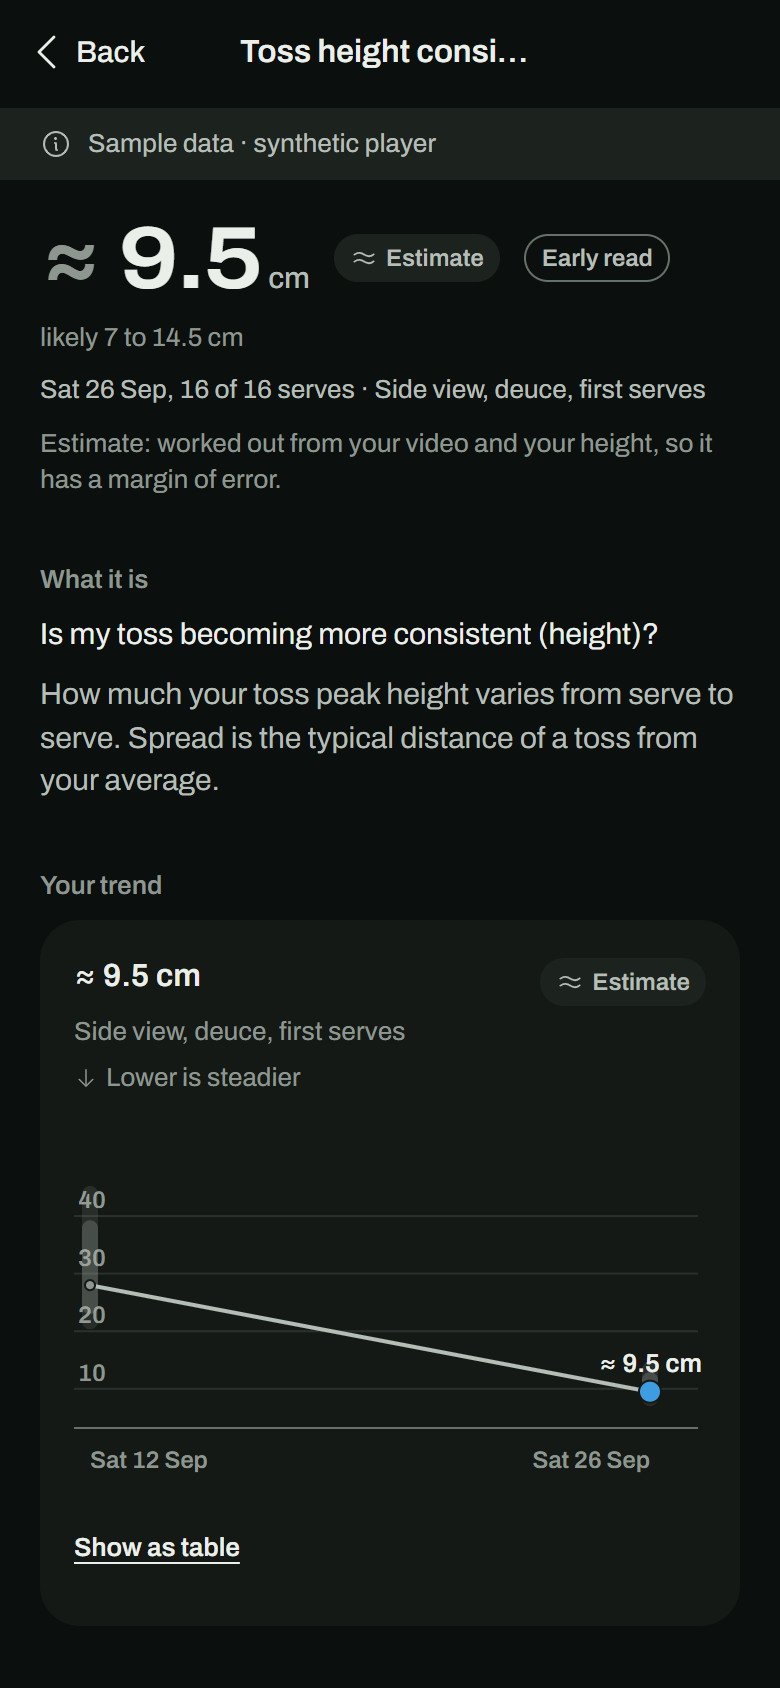 Back
Toss height consi...
Sample data · synthetic player
≈ 9.5 cm
≈ Estimate
Early read
likely 7 to 14.5 cm
Sat 26 Sep, 16 of 16 serves · Side view, deuce, first serves
Estimate: worked out from your video and your height, so it
has a margin of error.
What it is
Is my toss becoming more consistent (height)?
How much your toss peak height varies from serve to
serve. Spread is the typical distance of a toss from
your average.
Your trend
≈ 9.5 cm
≈ Estimate
Side view, deuce, first serves
↓ Lower is steadier
40
30
20
≈ 9.5 cm
10
Sat 12 Sep
Sat 26 Sep
Show as table